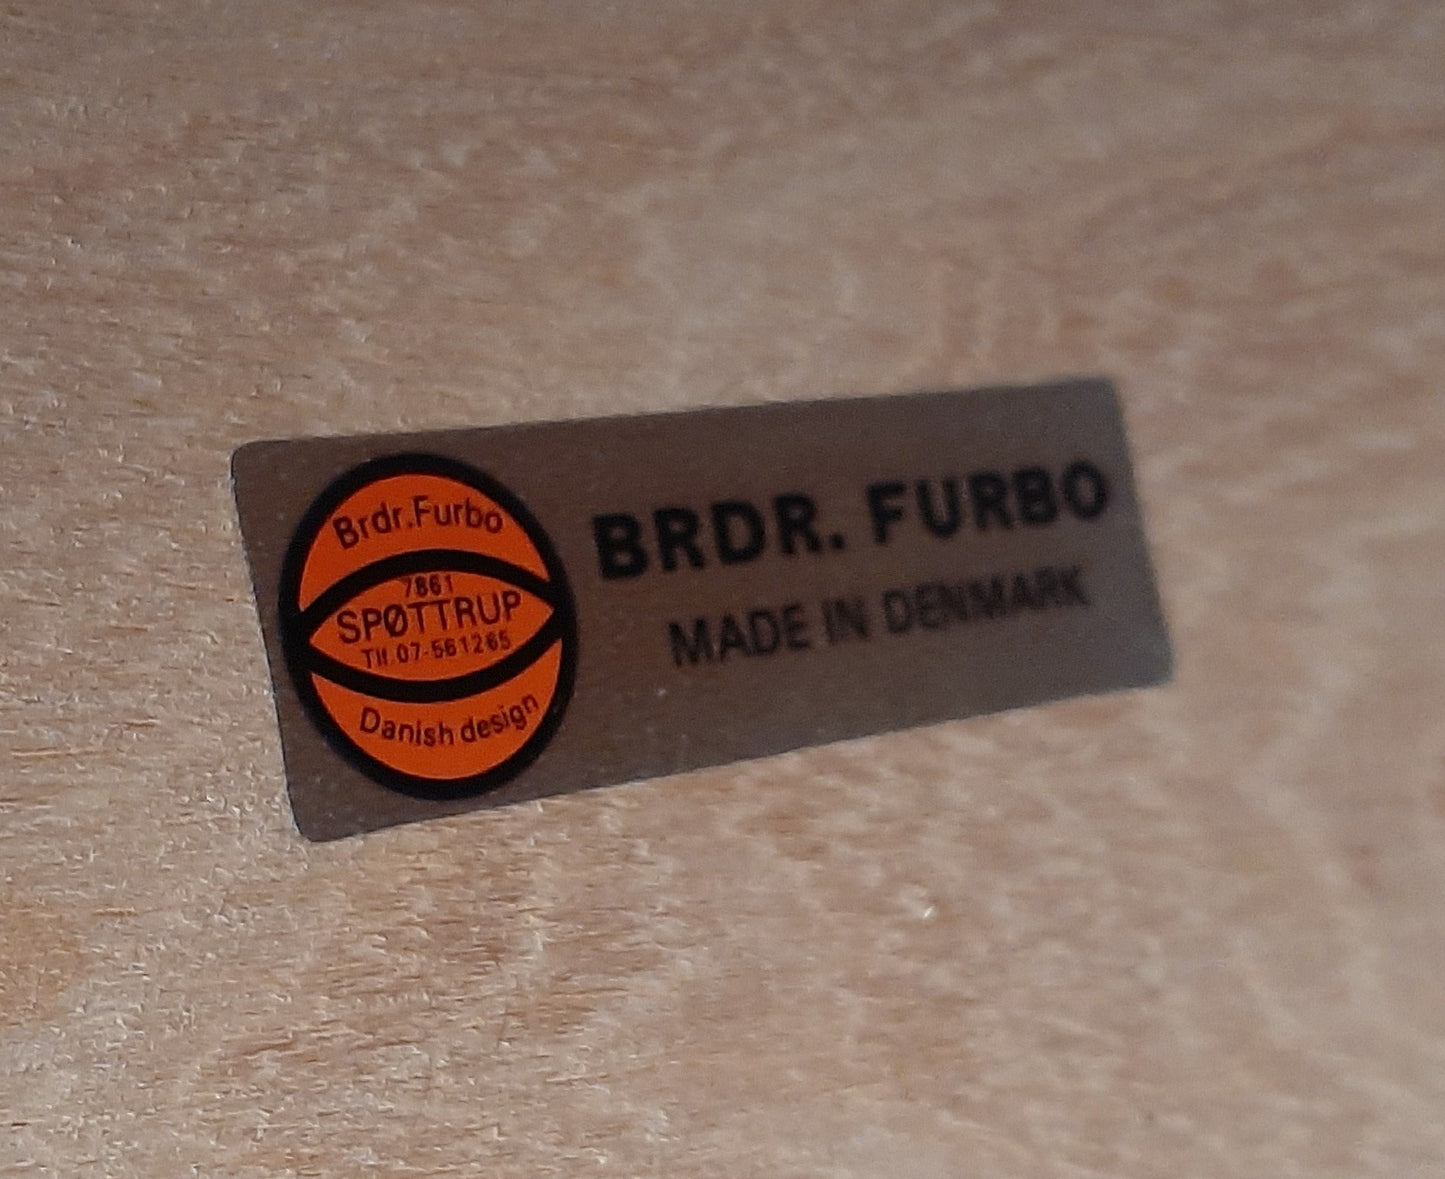 Brdr.Furbo
7861
SPØTTRUP
Tlf.07-561265
Danish design
BRDR. FURBO
MADE IN DENMARK